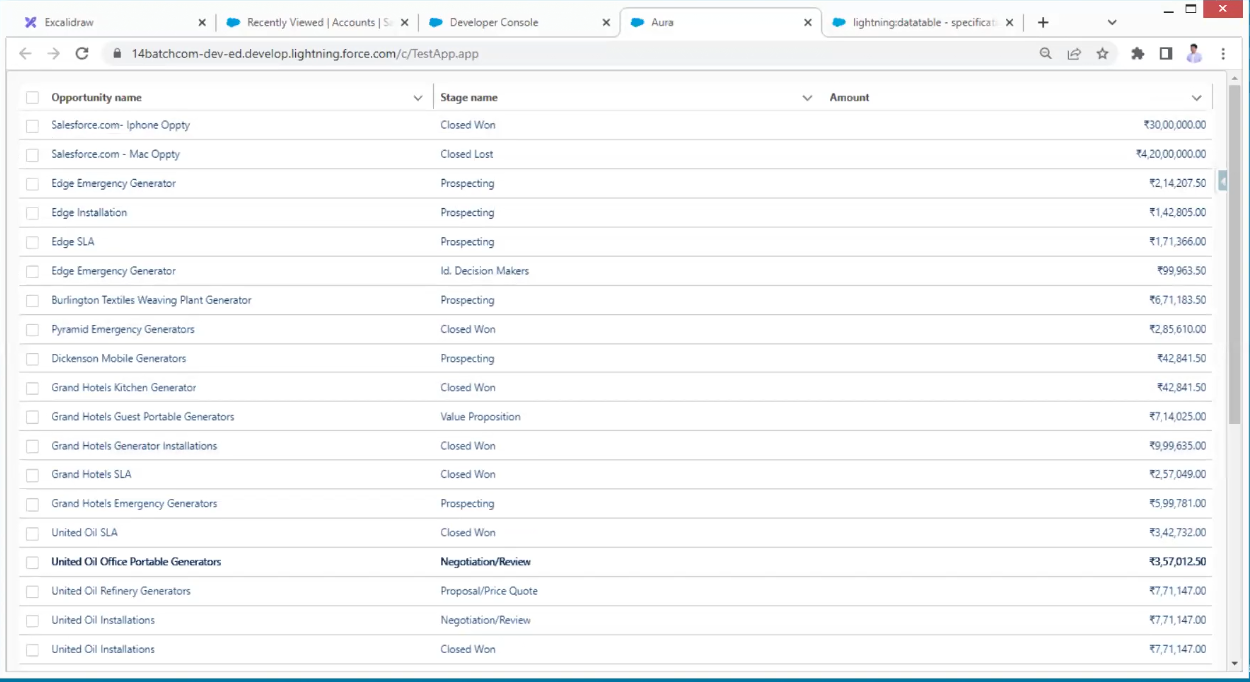 Excalidraw
Recently Viewed | Accounts | Sa
Developer Console
Aura
lightning:datatable - specificati
14batchcom-dev-ed.develop.lightning.force.com/c/TestApp.app
Opportunity name Stage name Amount
Salesforce.com- Iphone Oppty Closed Won ₹30,00,000.00
Salesforce.com - Mac Oppty Closed Lost ₹4,20,00,000.00
Edge Emergency Generator Prospecting ₹2,14,207.50
Edge Installation Prospecting ₹1,42,805.00
Edge SLA Prospecting ₹1,71,366.00
Edge Emergency Generator Id. Decision Makers ₹99,963.50
Burlington Textiles Weaving Plant Generator Prospecting ₹6,71,183.50
Pyramid Emergency Generators Closed Won ₹2,85,610.00
Dickenson Mobile Generators Prospecting ₹42,841.50
Grand Hotels Kitchen Generator Closed Won ₹42,841.50
Grand Hotels Guest Portable Generators Value Proposition ₹7,14,025.00
Grand Hotels Generator Installations Closed Won ₹9,99,635.00
Grand Hotels SLA Closed Won ₹2,57,049.00
Grand Hotels Emergency Generators Prospecting ₹5,99,781.00
United Oil SLA Closed Won ₹3,42,732.00
United Oil Office Portable Generators Negotiation/Review ₹3,57,012.50
United Oil Refinery Generators Proposal/Price Quote ₹7,71,147.00
United Oil Installations Negotiation/Review ₹7,71,147.00
United Oil Installations Closed Won ₹7,71,147.00